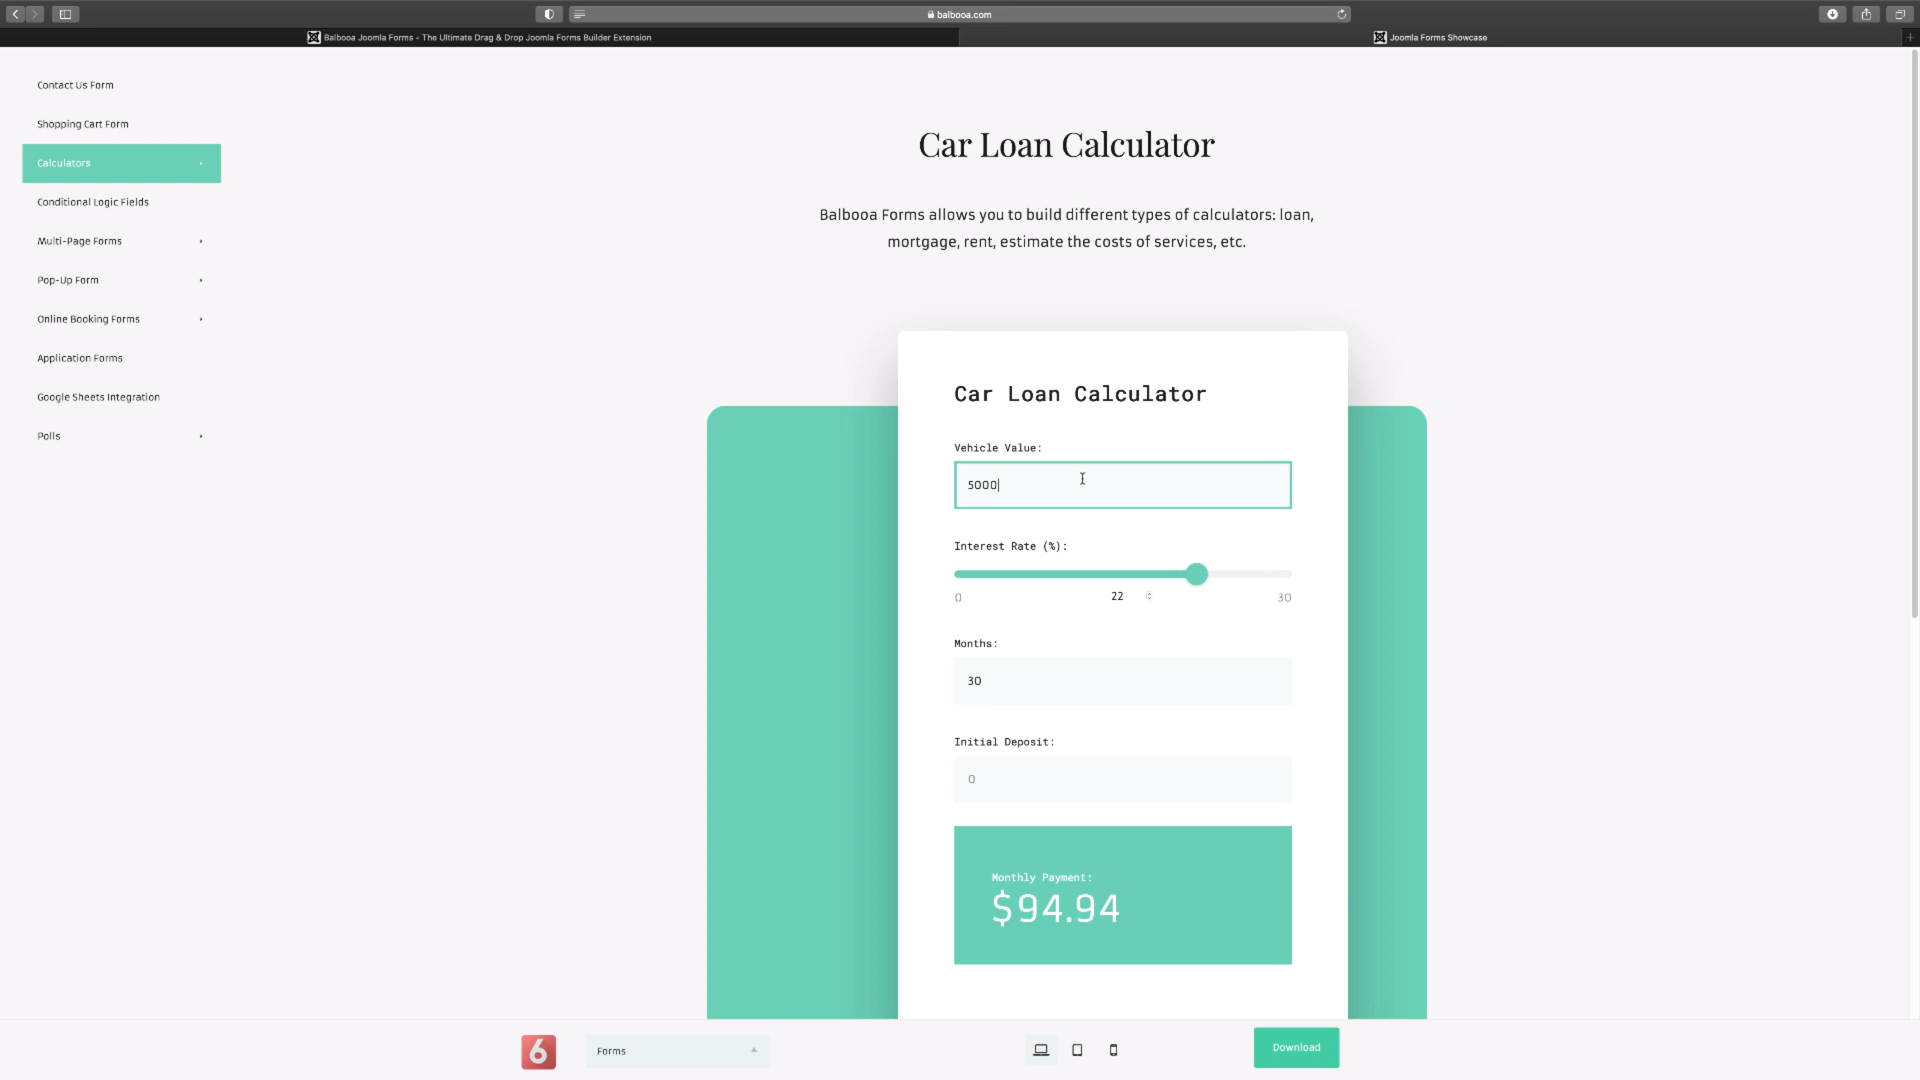 balbooa.com
Balbooa Joomla Forms - The Ultimate Drag & Drop Joomla Forms Builder Extension
Joomla Forms Showcase
Contact Us Form
Shopping Cart Form
Calculators
Conditional Logic Fields
Multi-Page Forms
Pop-Up Form
Online Booking Forms
Application Forms
Google Sheets Integration
Polls
Car Loan Calculator
Balbooa Forms allows you to build different types of calculators: loan,
mortgage, rent, estimate the costs of services, etc.
Car Loan Calculator
Vehicle Value:
5000
Interest Rate (%):
0 22 30
Months:
30
Initial Deposit:
0
Monthly Payment:
$94.94
6
Forms
Download